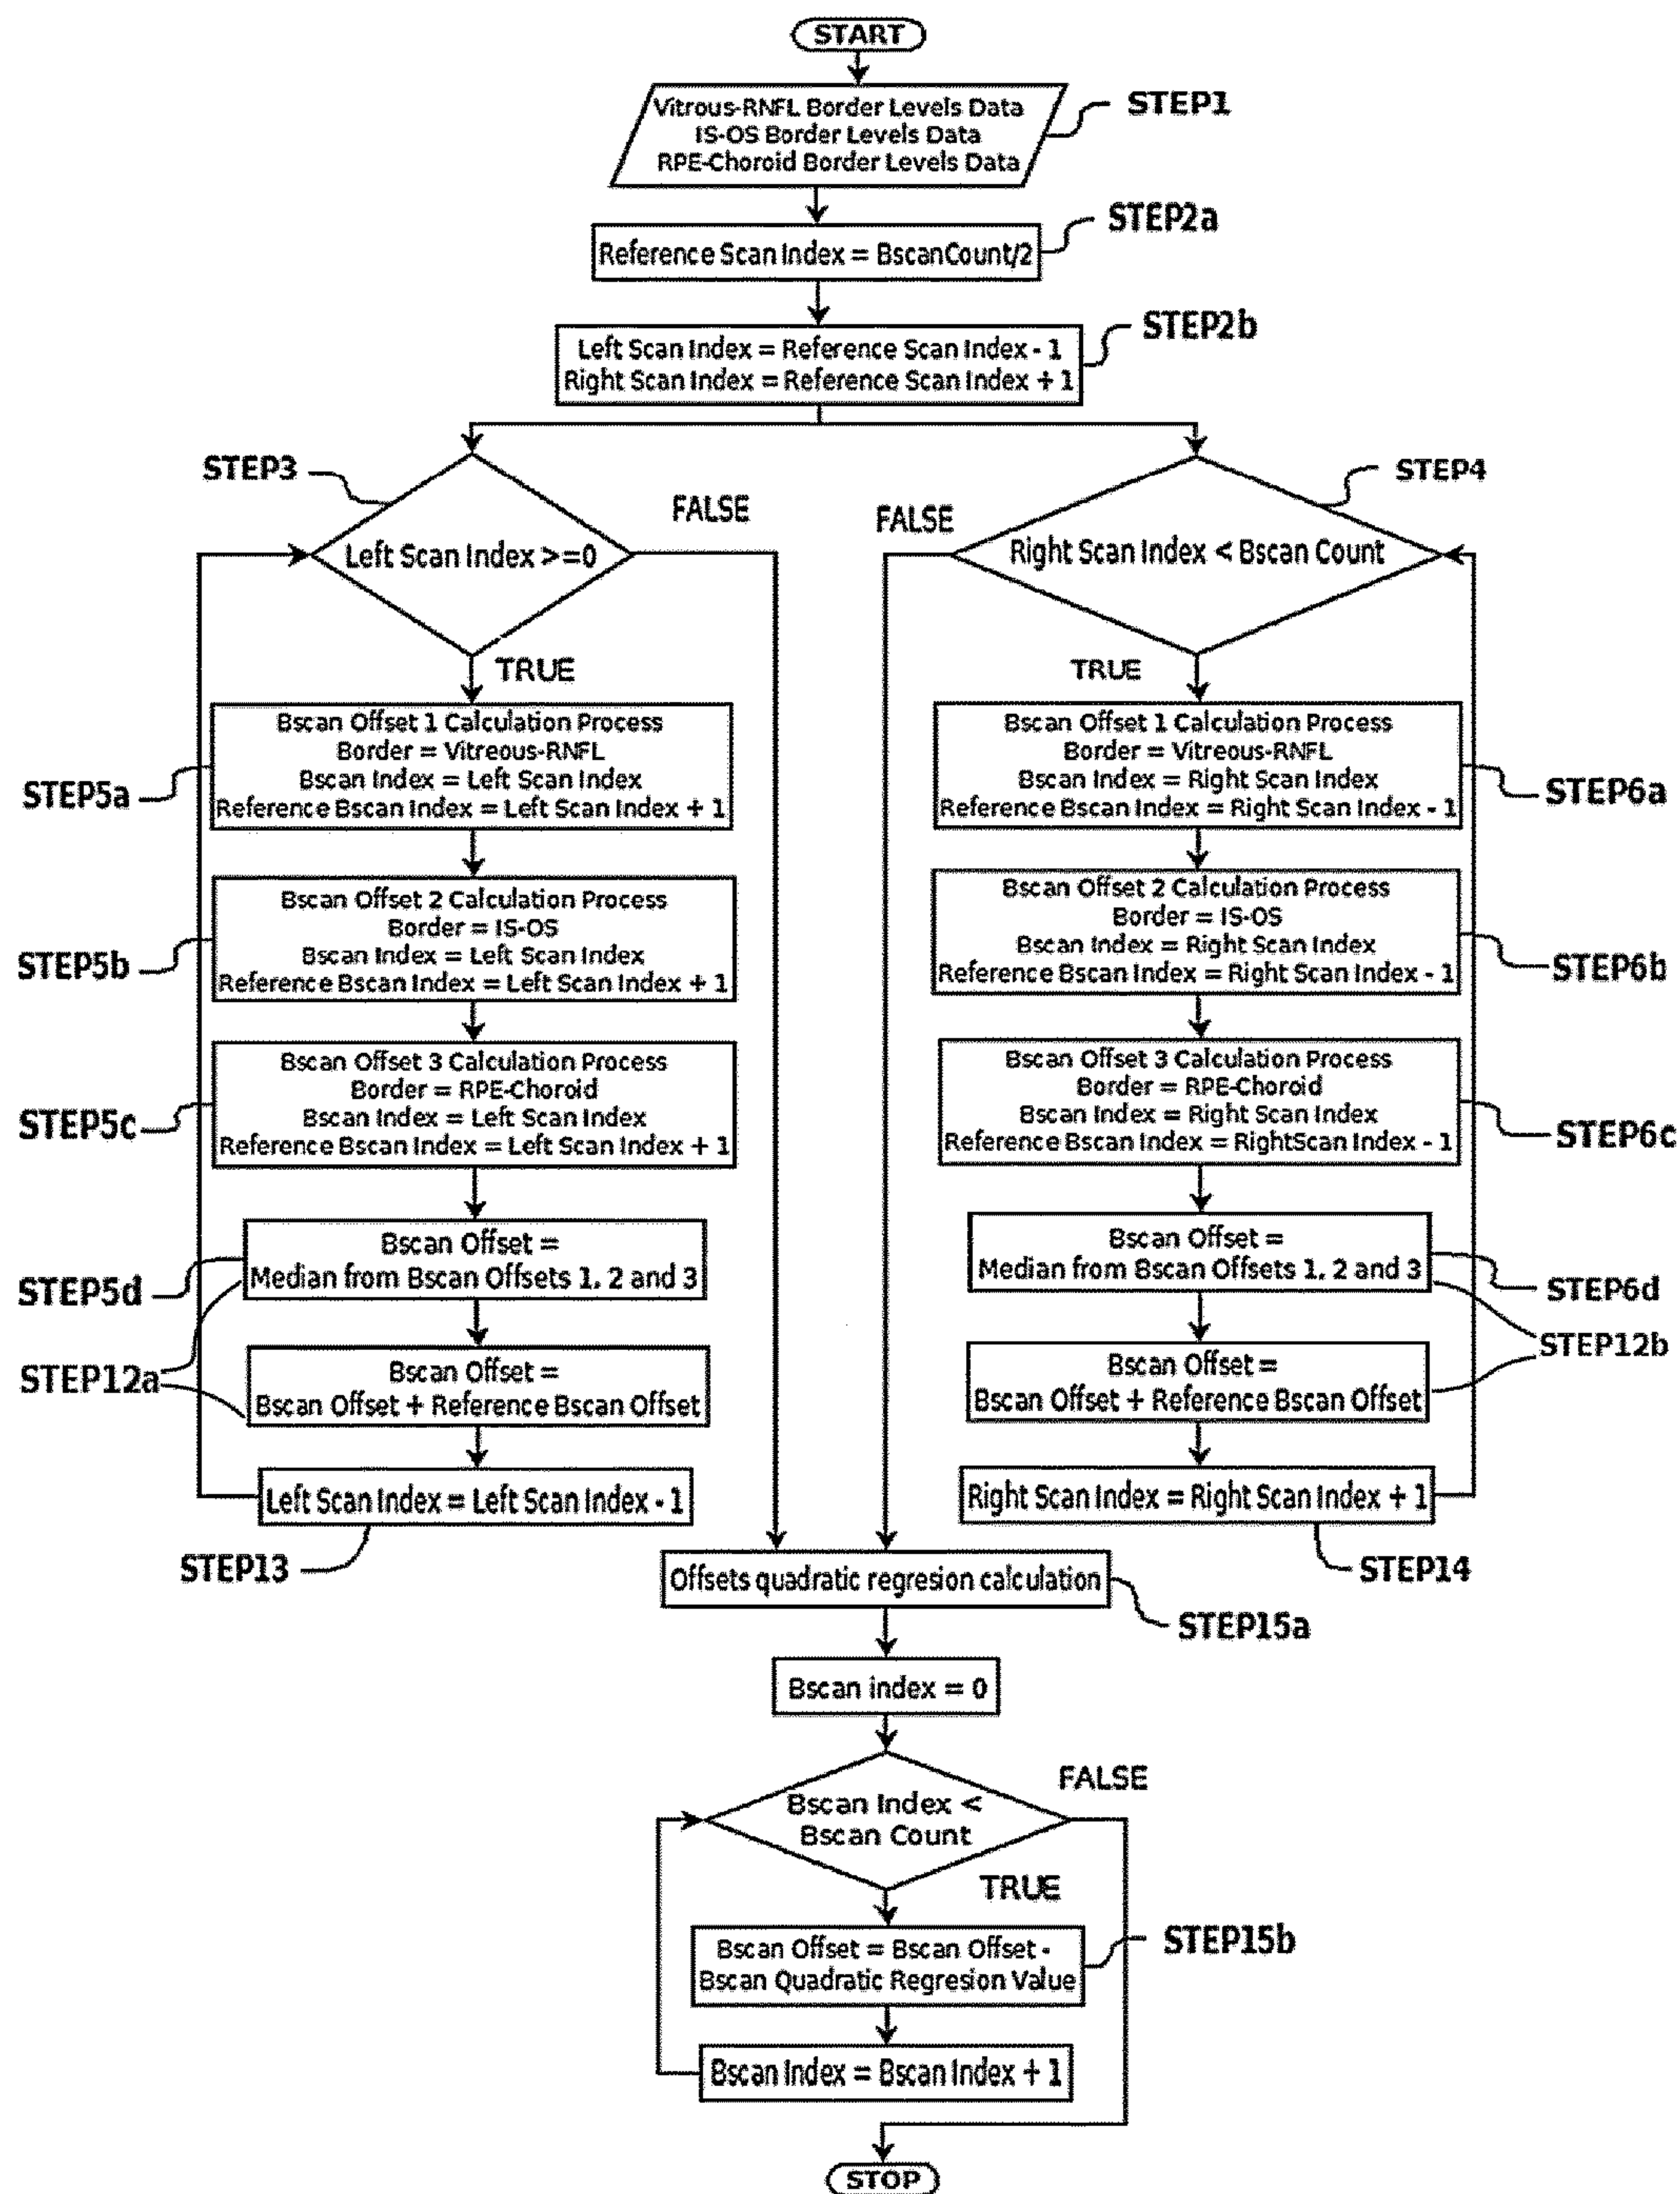 START
Vitrous-RNFL Border Levels Data
IS-OS Border Levels Data
RPE-Choroid Border Levels Data
STEP1
STEP2a
Reference Scan Index = BscanCount/2
STEP2b
Left Scan Index = Reference Scan Index - 1
Right Scan Index = Reference Scan Index + 1
STEP3
Left Scan Index >=0
FALSE
TRUE
STEP4
Right Scan Index < Bscan Count
FALSE
TRUE
Bscan Offset 1 Calculation Process
Border = Vitreous-RNFL
Bscan Index = Left Scan Index
Reference Bscan Index = Left Scan Index + 1
STEP5a
Bscan Offset 2 Calculation Process
Border = IS-OS
Bscan Index = Left Scan Index
Reference Bscan Index = Left Scan Index + 1
STEP5b
Bscan Offset 3 Calculation Process
Border = RPE-Choroid
Bscan Index = Left Scan Index
Reference Bscan Index = Left Scan Index + 1
STEP5c
Bscan Offset =
Median from Bscan Offsets 1, 2 and 3
STEP5d
STEP12a
Bscan Offset =
Bscan Offset + Reference Bscan Offset
Left Scan Index = Left Scan Index - 1
STEP13
Bscan Offset 1 Calculation Process
Border = Vitreous-RNFL
Bscan Index = Right Scan Index
Reference Bscan Index = Right Scan Index - 1
STEP6a
Bscan Offset 2 Calculation Process
Border = IS-OS
Bscan Index = Right Scan Index
Reference Bscan Index = Right Scan Index - 1
STEP6b
Bscan Offset 3 Calculation Process
Border = RPE-Choroid
Bscan Index = Right Scan Index
Reference Bscan Index = RightScan Index - 1
STEP6c
Bscan Offset =
Median from Bscan Offsets 1, 2 and 3
STEP6d
STEP12b
Bscan Offset =
Bscan Offset + Reference Bscan Offset
Right Scan Index = Right Scan Index + 1
STEP14
Offsets quadratic regresion calculation
STEP15a
Bscan index = 0
Bscan Index <
Bscan Count
FALSE
TRUE
Bscan Offset = Bscan Offset -
Bscan Quadratic Regresion Value
STEP15b
Bscan Index = Bscan Index + 1
STOP